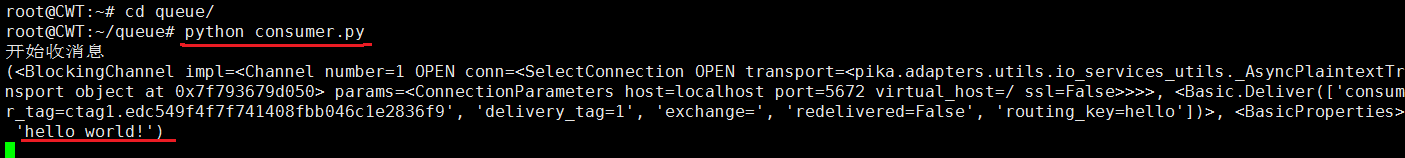 root@CWT:~# cd queue/
root@CWT:~/queue# python consumer.py
开始收消息
(<BlockingChannel impl=<Channel number=1 OPEN conn=<SelectConnection OPEN transport=<pika.adapters.utils.io_services_utils._AsyncPlaintextTra
nsport object at 0x7f793679d050> params=<ConnectionParameters host=localhost port=5672 virtual_host=/ ssl=False>>>>, <Basic.Deliver(['consume
r_tag=ctag1.edc549f4f7f741408fbb046c1e2836f9', 'delivery_tag=1', 'exchange=', 'redelivered=False', 'routing_key=hello'])>, <BasicProperties>,
'hello world!')